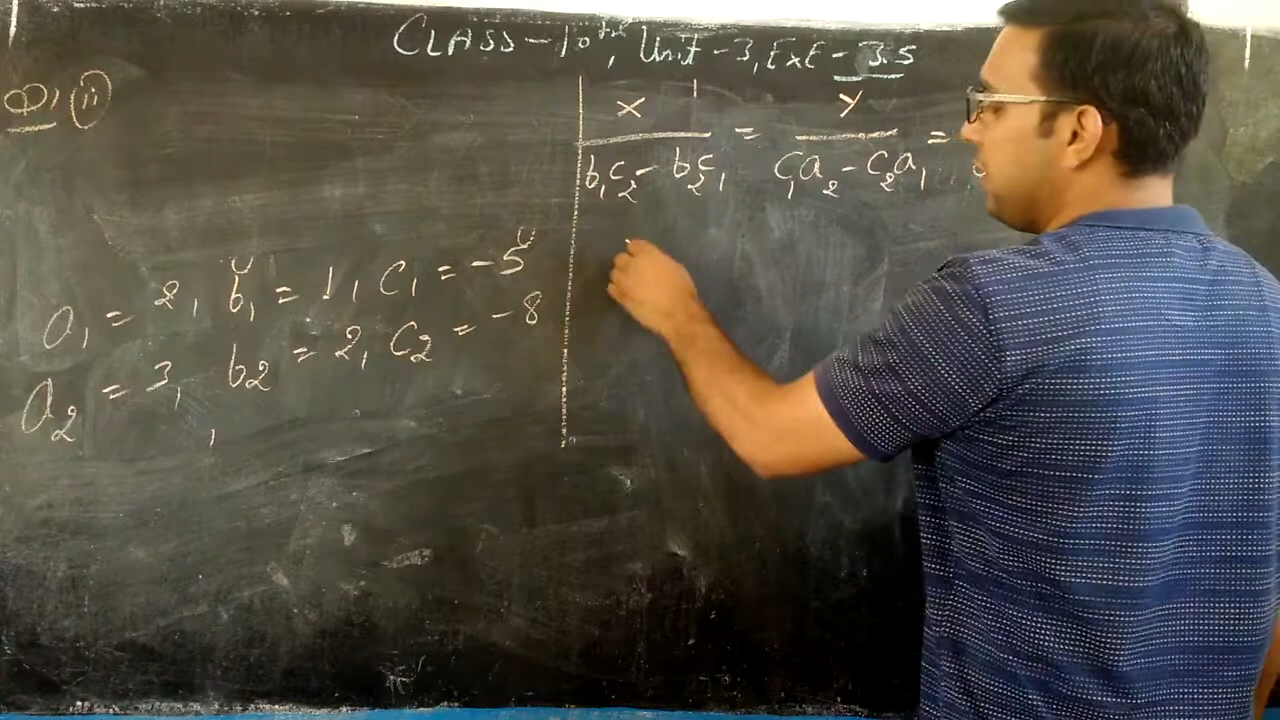 CLASS-10th, Unit-3, EXE-3.5
Q1 (ii)
x / b₁c₂ - b₂c₁ = y / c₁a₂ - c₂a₁ =
a₁ = 2, b₁ = 1, c₁ = -5
a₂ = 3, b2 = 2, c₂ = -8